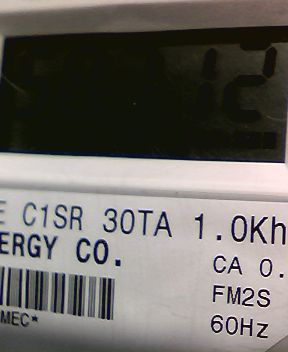 12
E C1SR 30TA 1.0Kh
ERGY CO.
CA 0.
FM2S
MEC*
60Hz